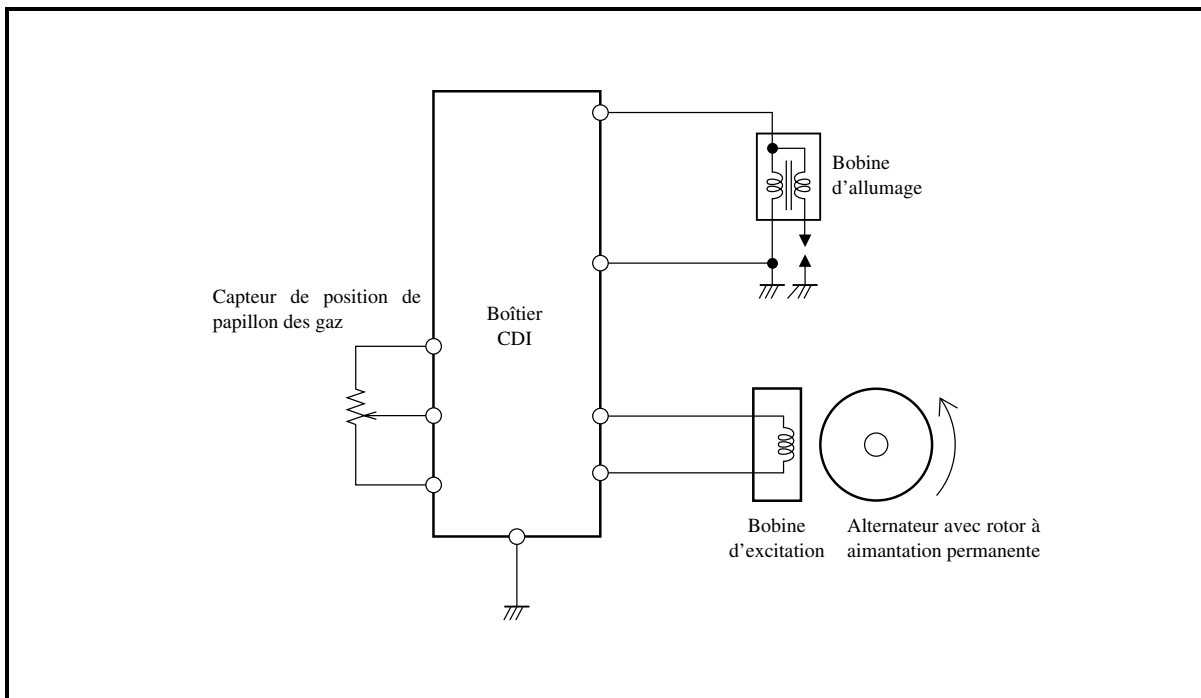 Bobine
d’allumage
Capteur de position de
papillon des gaz
Boîtier
CDI
Bobine
d’excitation
Alternateur avec rotor à
aimantation permanente